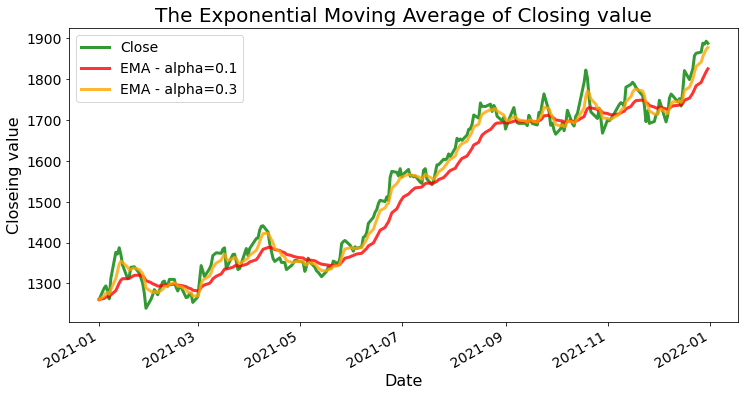 The Exponential Moving Average of Closing value
Close
EMA - alpha=0.1
EMA - alpha=0.3
Closeing value
1900
1800
1700
1600
1500
1400
1300
2021-01
2021-03
2021-05
2021-07
2021-09
2021-11
2022-01
Date